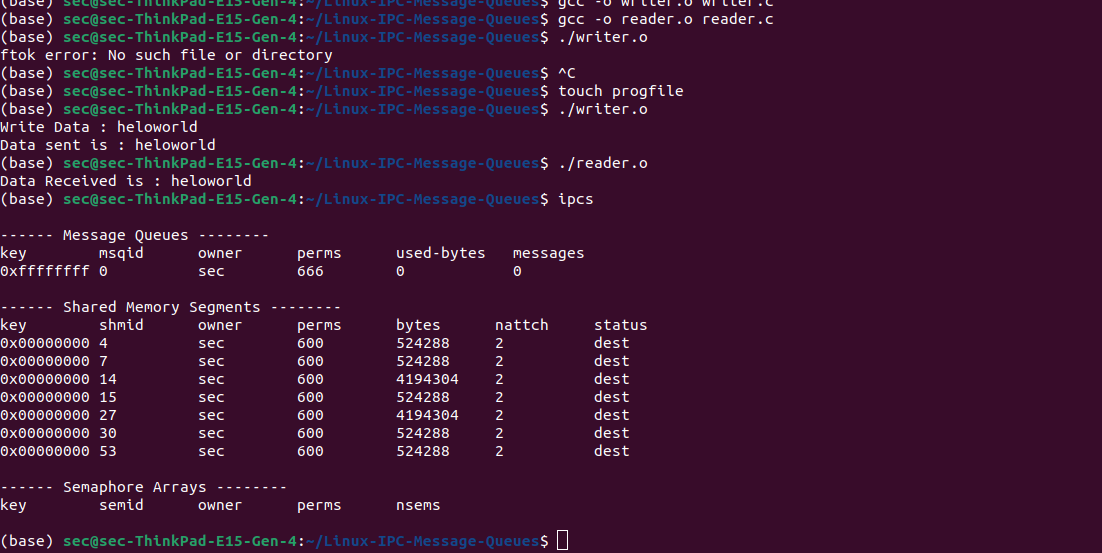 (base) sec@sec-ThinkPad-E15-Gen-4:~/Linux-IPC-Message-Queues$ gcc -o writer.o writer.c
(base) sec@sec-ThinkPad-E15-Gen-4:~/Linux-IPC-Message-Queues$ gcc -o reader.o reader.c
(base) sec@sec-ThinkPad-E15-Gen-4:~/Linux-IPC-Message-Queues$ ./writer.o
ftok error: No such file or directory
(base) sec@sec-ThinkPad-E15-Gen-4:~/Linux-IPC-Message-Queues$ ^C
(base) sec@sec-ThinkPad-E15-Gen-4:~/Linux-IPC-Message-Queues$ touch progfile
(base) sec@sec-ThinkPad-E15-Gen-4:~/Linux-IPC-Message-Queues$ ./writer.o
Write Data : heloworld
Data sent is : heloworld
(base) sec@sec-ThinkPad-E15-Gen-4:~/Linux-IPC-Message-Queues$ ./reader.o
Data Received is : heloworld
(base) sec@sec-ThinkPad-E15-Gen-4:~/Linux-IPC-Message-Queues$ ipcs
------ Message Queues --------
key        msqid      owner      perms      used-bytes   messages
0xffffffff 0          sec        666        0            0
------ Shared Memory Segments --------
key        shmid      owner      perms      bytes      nattch     status
0x00000000 4          sec        600        524288     2          dest
0x00000000 7          sec        600        524288     2          dest
0x00000000 14         sec        600        4194304    2          dest
0x00000000 15         sec        600        524288     2          dest
0x00000000 27         sec        600        4194304    2          dest
0x00000000 30         sec        600        524288     2          dest
0x00000000 53         sec        600        524288     2          dest
------ Semaphore Arrays --------
key        semid      owner      perms      nsems
(base) sec@sec-ThinkPad-E15-Gen-4:~/Linux-IPC-Message-Queues$